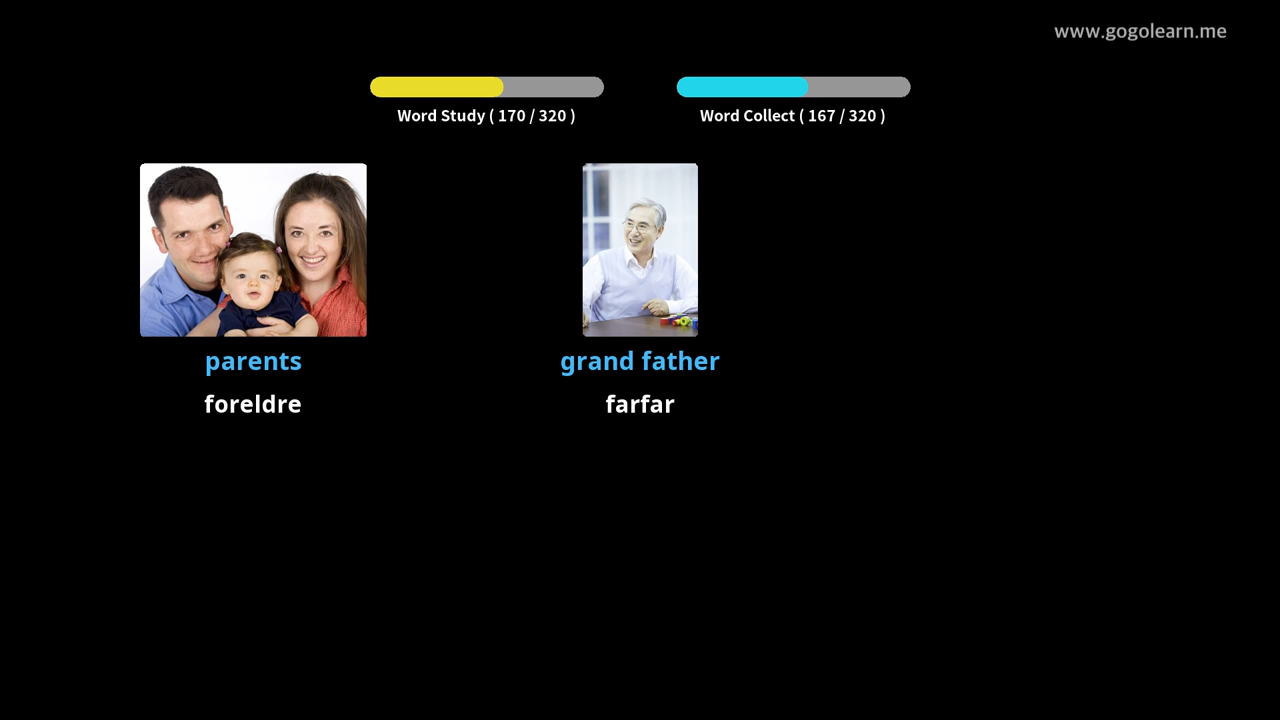 www.gogolearn.me
Word Study ( 170 / 320 )
Word Collect ( 167 / 320 )
parents
grand father
foreldre
farfar